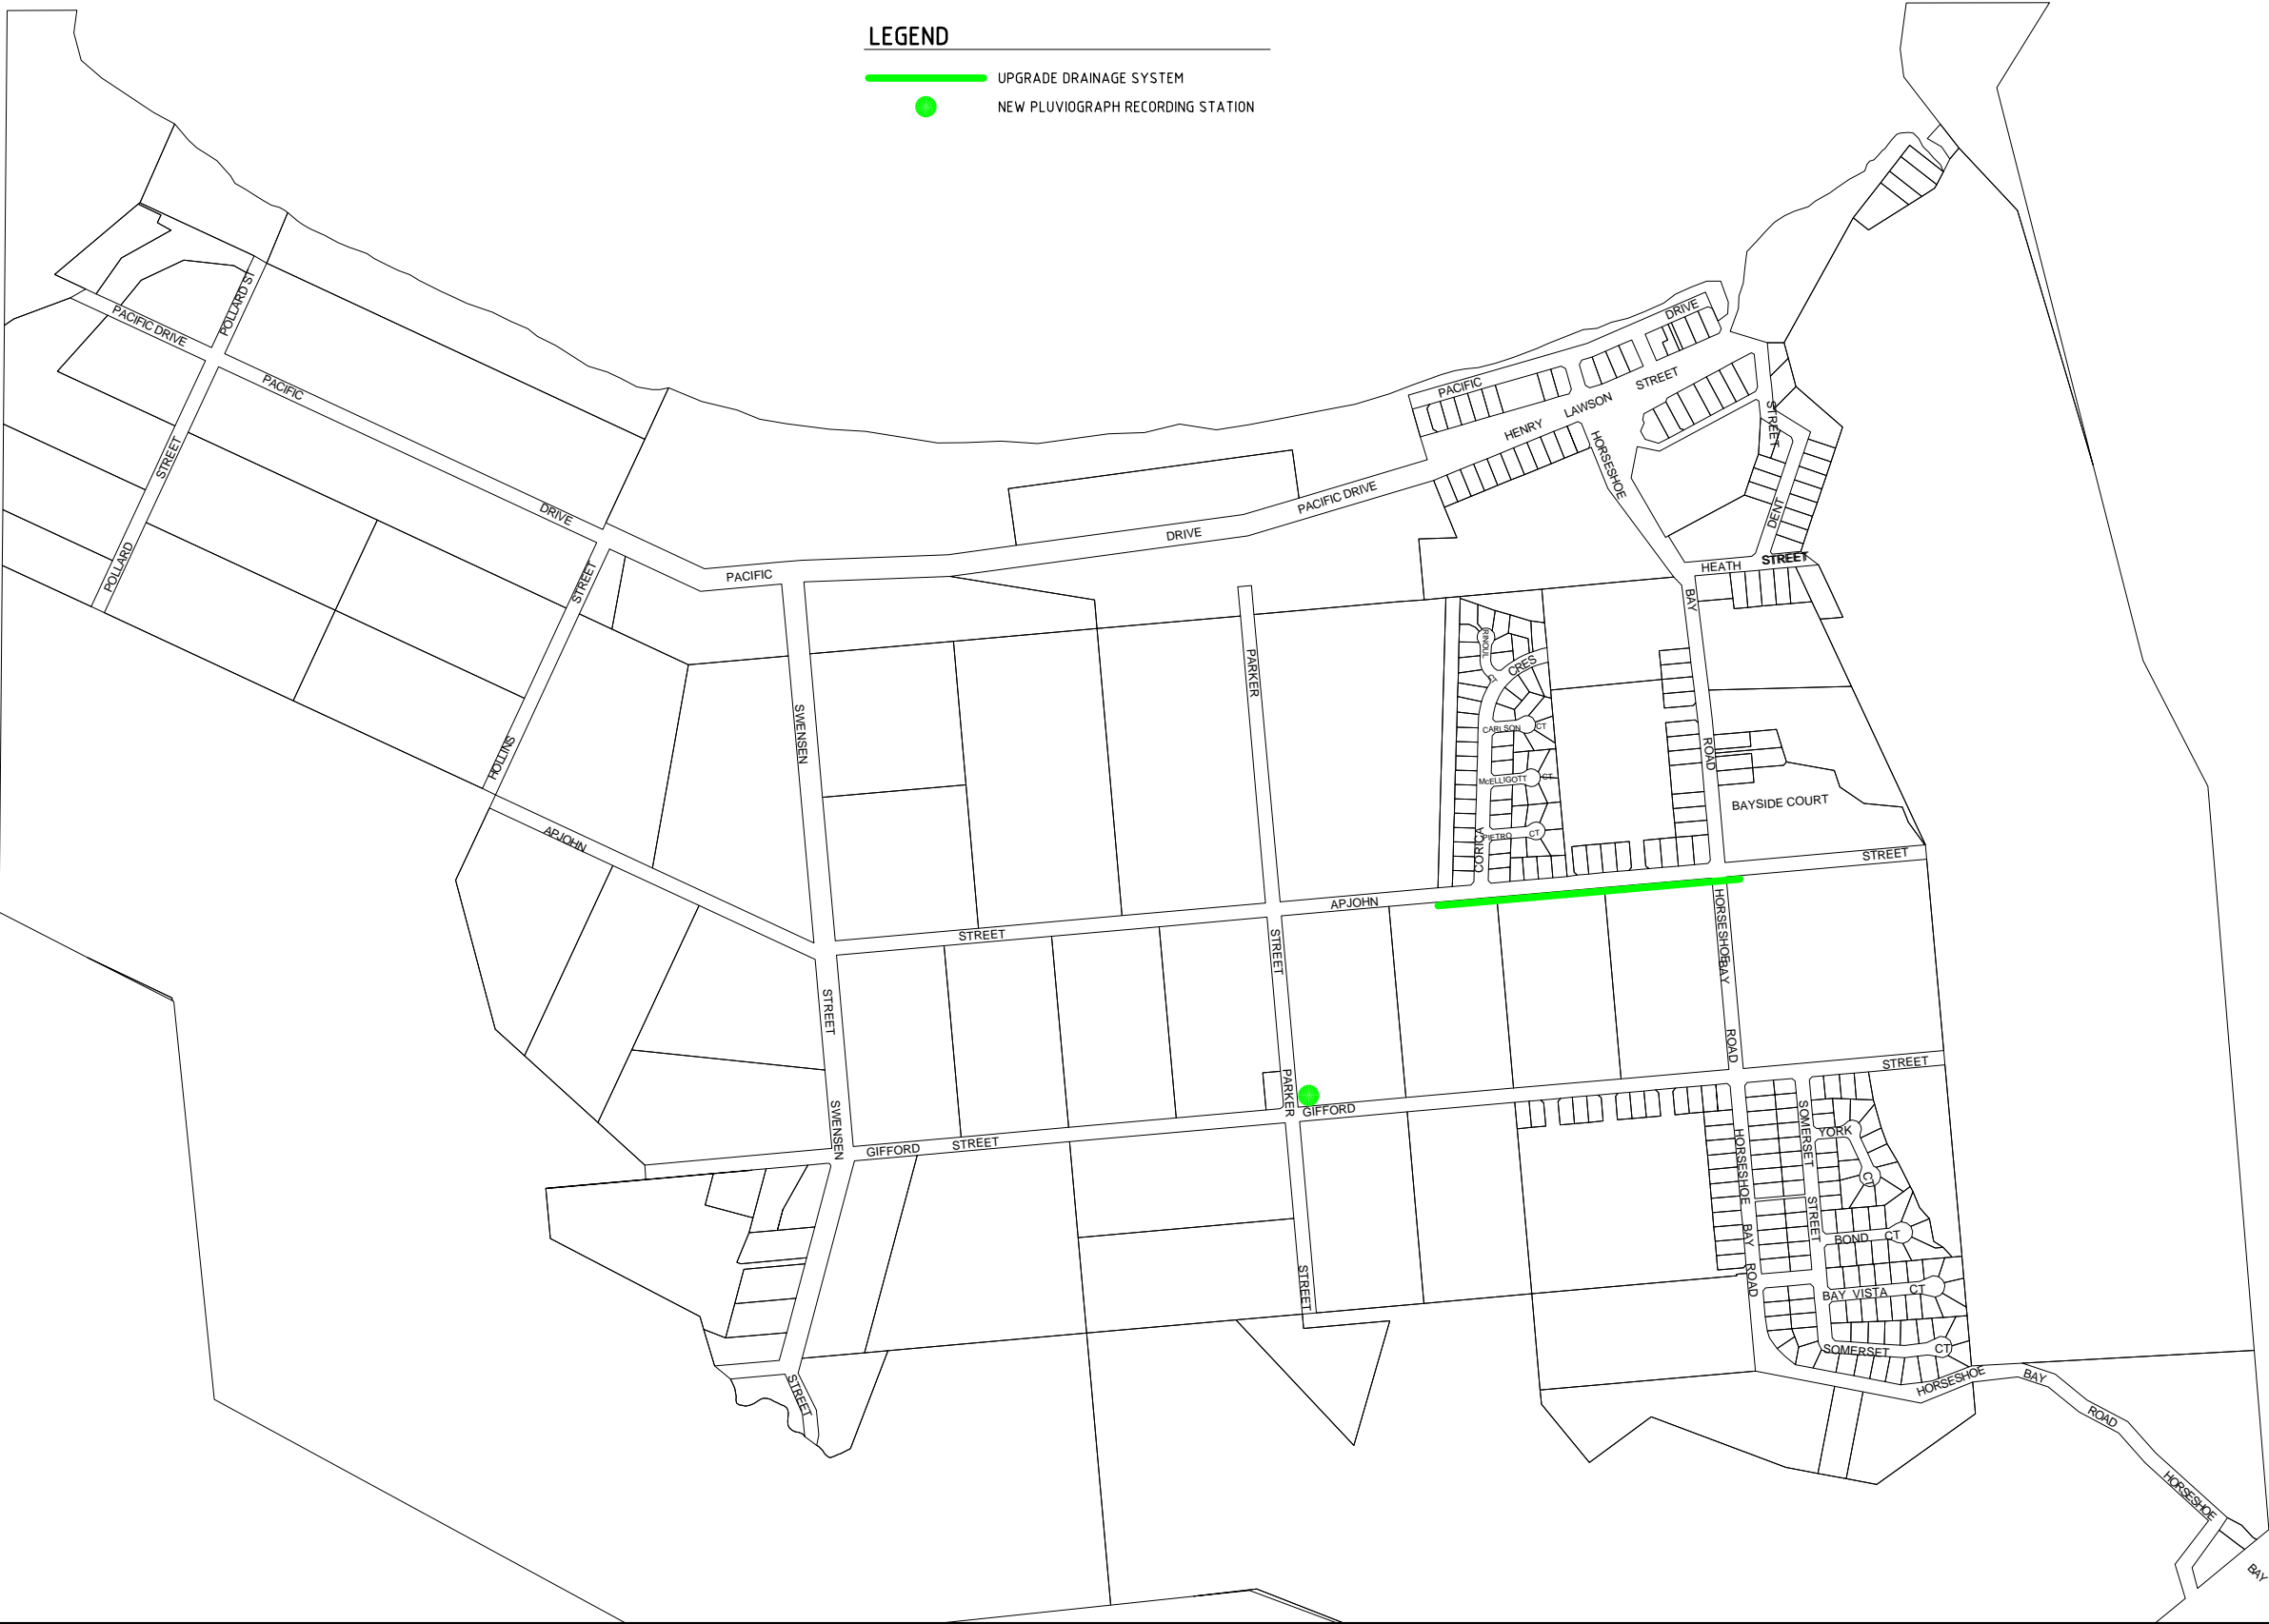 LEGEND
UPGRADE DRAINAGE SYSTEM
NEW PLUVIOGRAPH RECORDING STATION
POLLARD ST
PACIFIC DRIVE
PACIFIC
DRIVE
STREET
POLLARD
STREET
HOLLINS
PACIFIC
DRIVE
PACIFIC DRIVE
PACIFIC
DRIVE
HENRY
LAWSON
STREET
HORSESHOE
STREET
DENT
HEATH
STREET
BAY
ROAD
BAYSIDE COURT
RINOUL
CT
CRES
CARLSON
CT
McELLIGOTT
CT
PIETRO
CT
CORICA
SWENSEN
PARKER
APJOHN
STREET
APJOHN
STREET
STREET
STREET
HORSESHOE
BAY
ROAD
SWENSEN
PARKER
GIFFORD
STREET
GIFFORD
STREET
STREET
STREET
HORSESHOE
BAY
ROAD
SOMERSET
STREET
YORK
CT
BOND
CT
BAY VISTA
CT
SOMERSET
CT
HORSESHOE
BAY
ROAD
HORSESHOE
BAY